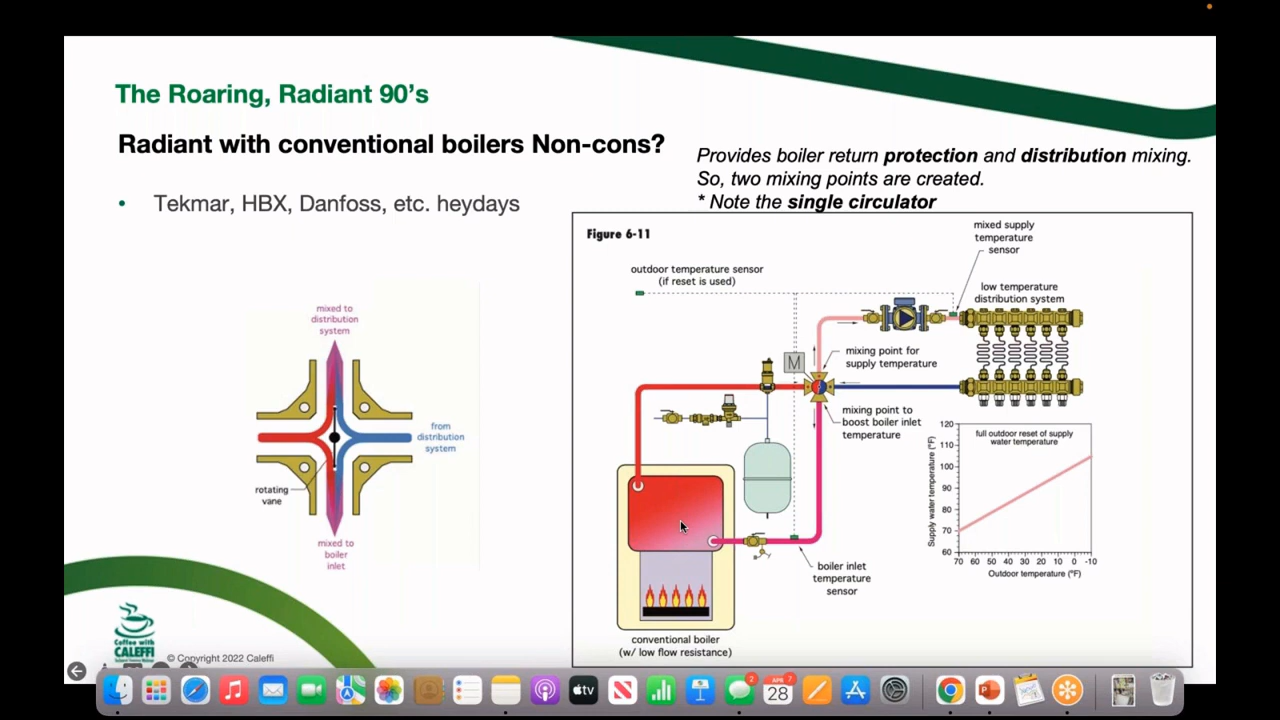 The Roaring, Radiant 90's
Radiant with conventional boilers Non-cons?
• Tekmar, HBX, Danfoss, etc. heydays
Provides boiler return protection and distribution mixing.
So, two mixing points are created.
* Note the single circulator
mixed to
distribution
system
from
distribution
system
rotating
vane
mixed to
boiler
inlet
Figure 6-11
mixed supply
temperature
sensor
outdoor temperature sensor
(if reset is used)
low temperature
distribution system
M
mixing point for
supply temperature
mixing point to
boost boiler inlet
temperature
boiler inlet
temperature
sensor
conventional boiler
(w/ low flow resistance)
full outdoor reset of supply
water temperature
Supply water temperature (°F)
120
110
100
90
80
70
60
70 60 50 40 30 20 10 0 -10
Outdoor temperature (°F)
Coffee with
CALEFFI
© Copyright 2022 Caleffi
tv
2
APR 7
28